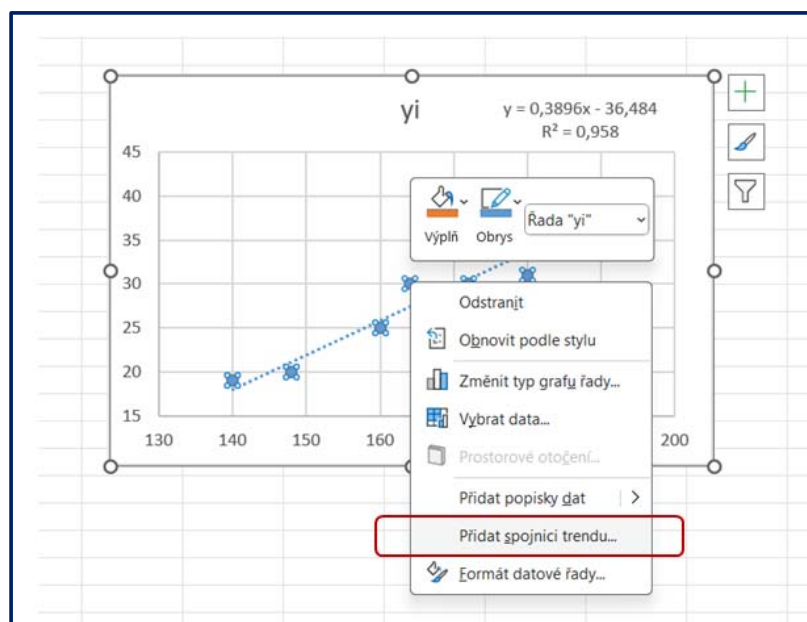 yi
y = 0,3896x - 36,484
R² = 0,958
45
40
35
30
25
20
15
130 140 150 160 200
Výplň Obrys Řada "yi"
Odstranit
Obnovit podle stylu
Změnit typ grafu řady...
Vybrat data...
Prostorové otočení...
Přidat popisky dat
Přidat spojnici trendu...
Formát datové řady...